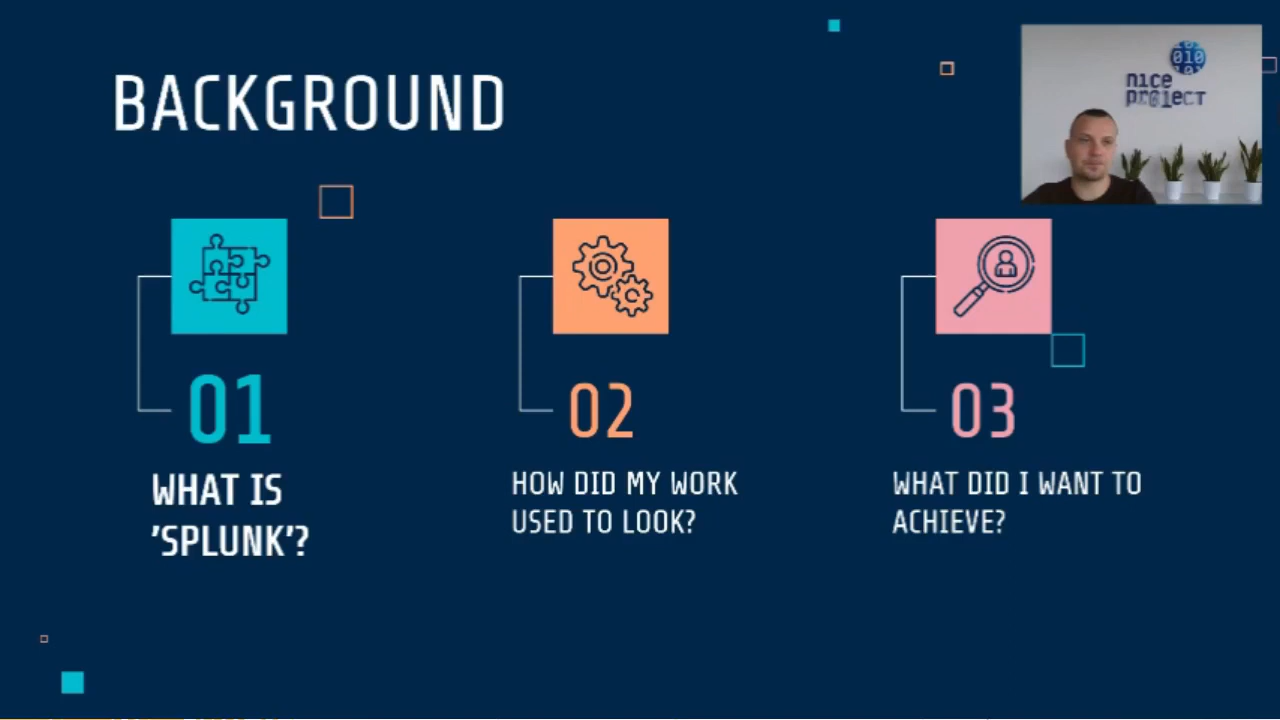 BACKGROUND
010
nice
project
01
WHAT IS
'SPLUNK'?
02
HOW DID MY WORK
USED TO LOOK?
03
WHAT DID I WANT TO
ACHIEVE?